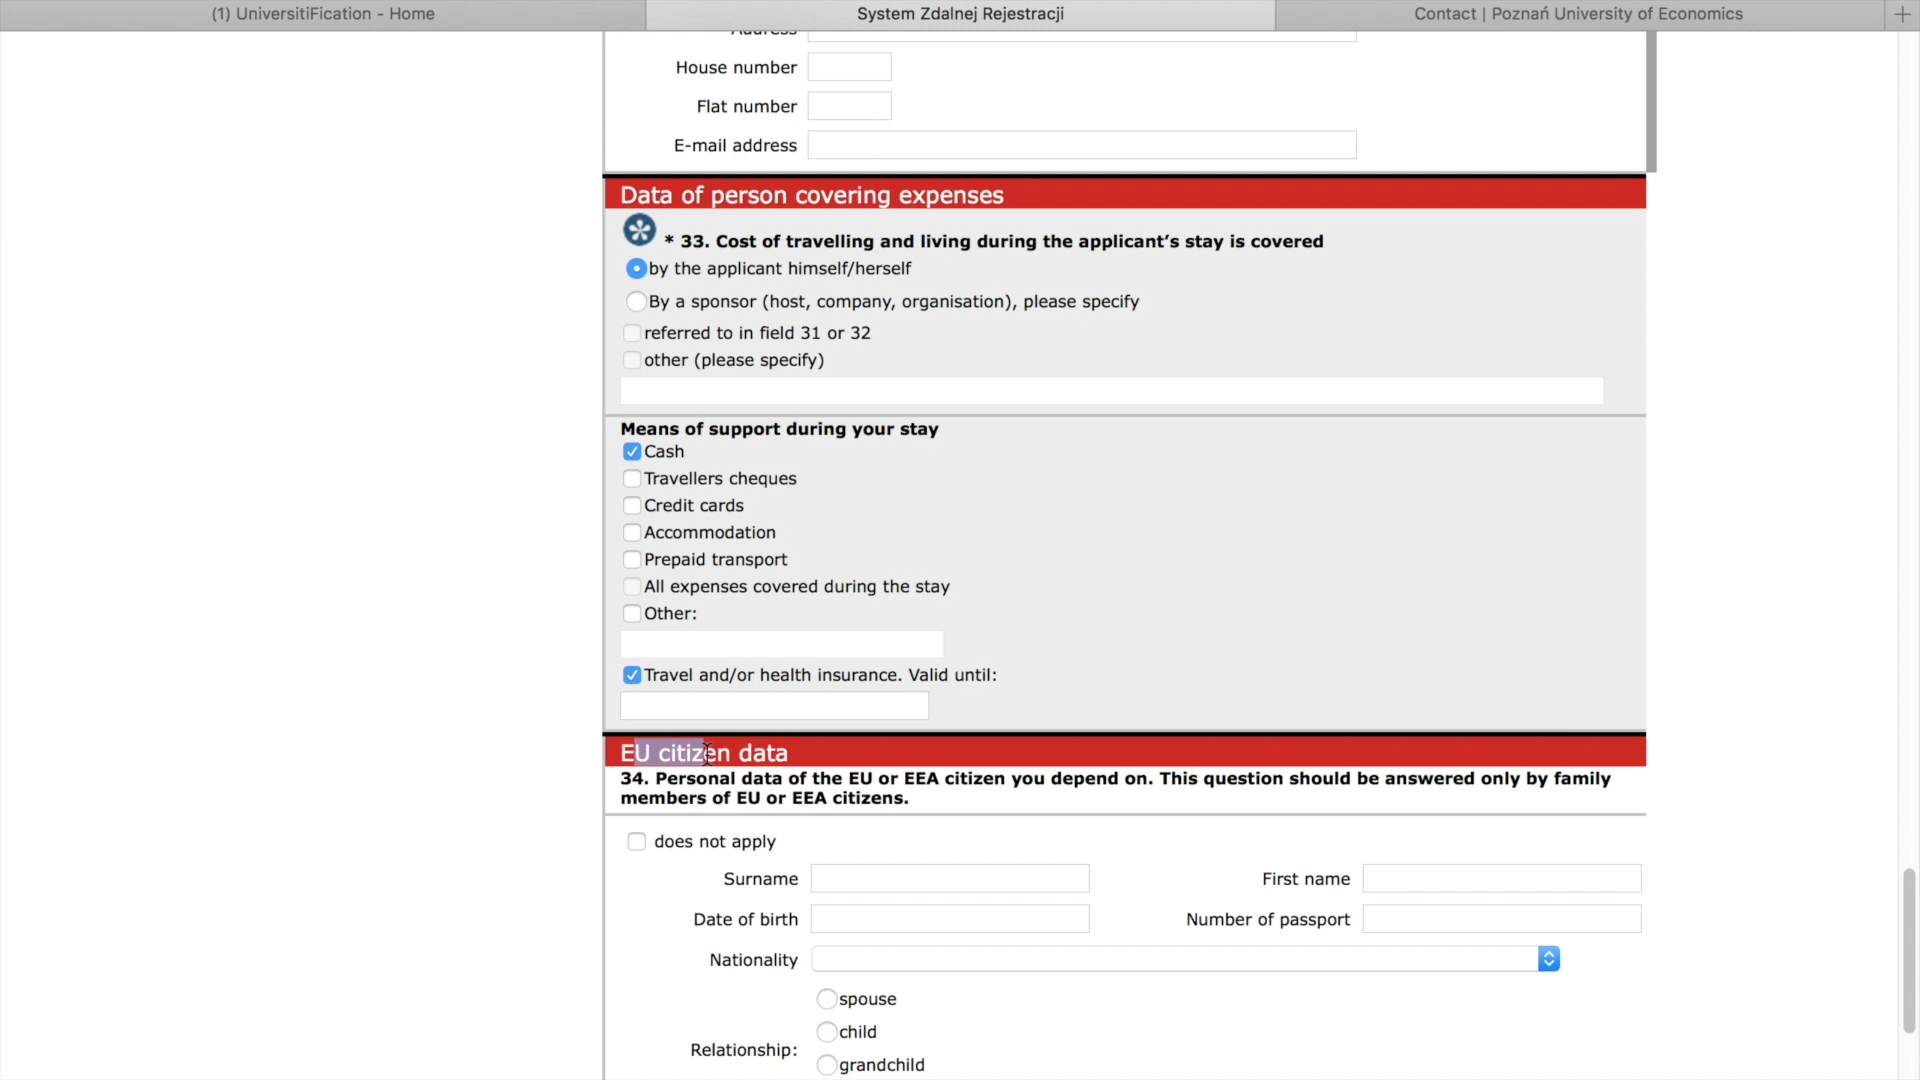 (1) UniversitiFication - Home
System Zdalnej Rejestracji
Contact | Poznań University of Economics
Address
House number
Flat number
E-mail address
Data of person covering expenses
* 33. Cost of travelling and living during the applicant’s stay is covered
by the applicant himself/herself
By a sponsor (host, company, organisation), please specify
referred to in field 31 or 32
other (please specify)
Means of support during your stay
Cash
Travellers cheques
Credit cards
Accommodation
Prepaid transport
All expenses covered during the stay
Other:
Travel and/or health insurance. Valid until:
EU citizen data
34. Personal data of the EU or EEA citizen you depend on. This question should be answered only by family
members of EU or EEA citizens.
does not apply
Surname
First name
Date of birth
Number of passport
Nationality
spouse
child
Relationship:
grandchild